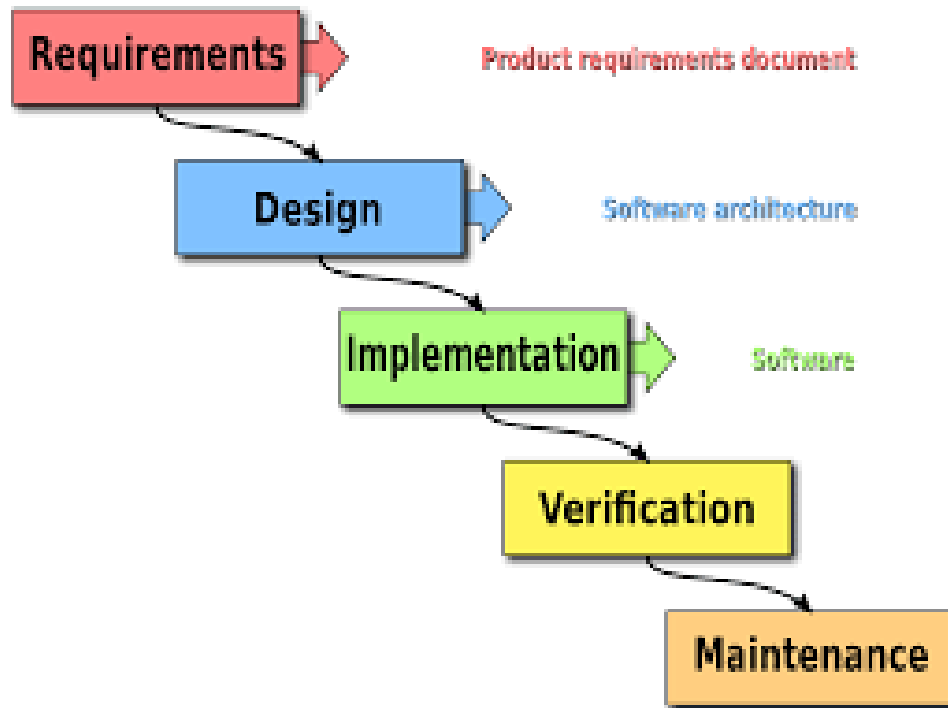 Requirements
Product requirements document
Design
Software architecture
Implementation
Software
Verification
Maintenance